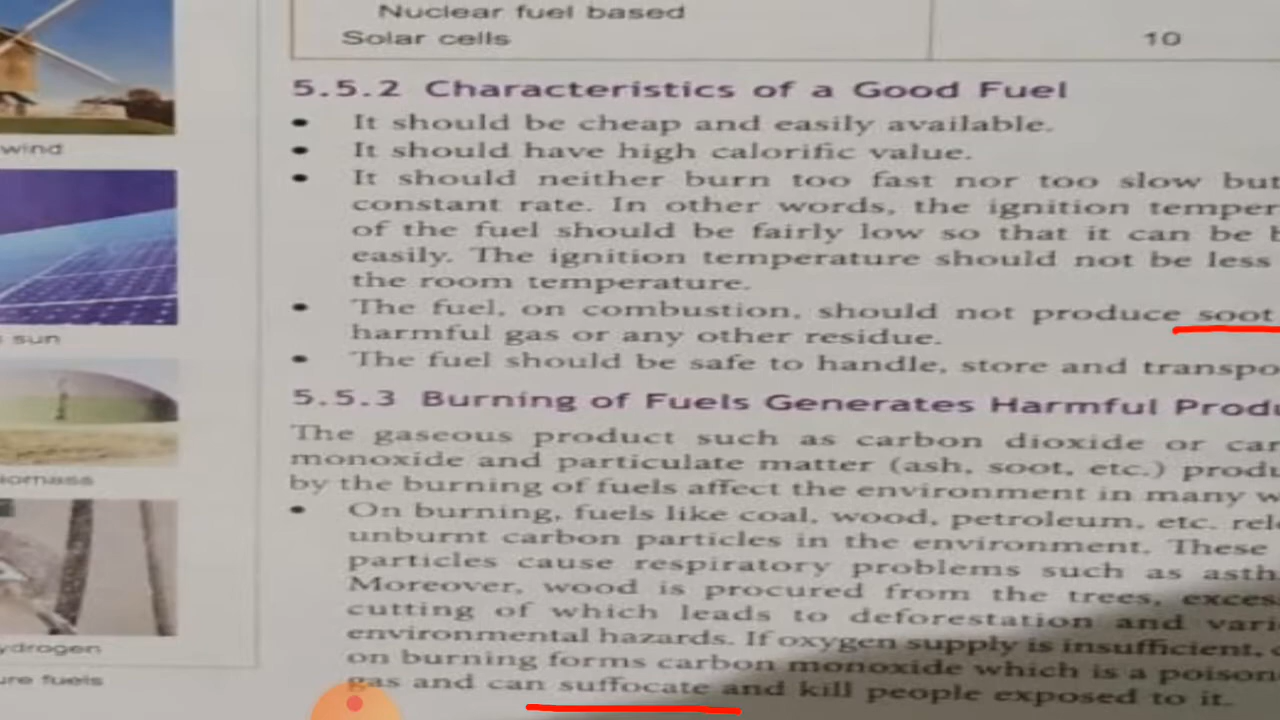 Nuclear fuel based
Solar cells
10
wind
sun
5.5.2 Characteristics of a Good Fuel
• It should be cheap and easily available.
• It should have high calorific value.
• It should neither burn too fast nor too slow but
constant rate. In other words, the ignition temper
of the fuel should be fairly low so that it can be b
easily. The ignition temperature should not be less
the room temperature.
• The fuel, on combustion, should not produce soot
harmful gas or any other residue.
• The fuel should be safe to handle, store and transpo
5.5.3 Burning of Fuels Generates Harmful Produ
The gaseous product such as carbon dioxide or car
monoxide and particulate matter (ash, soot, etc.) produ
by the burning of fuels affect the environment in many w
• On burning, fuels like coal, wood, petroleum, etc. rel
unburnt carbon particles in the environment. These
particles cause respiratory problems such as asth
Moreover, wood is procured from the trees, exces
cutting of which leads to deforestation and vari
environmental hazards. If oxygen supply is insufficient,
on burning forms carbon monoxide which is a poison
gas and can suffocate and kill people exposed to it.
omass
ydrogen
ure fuels